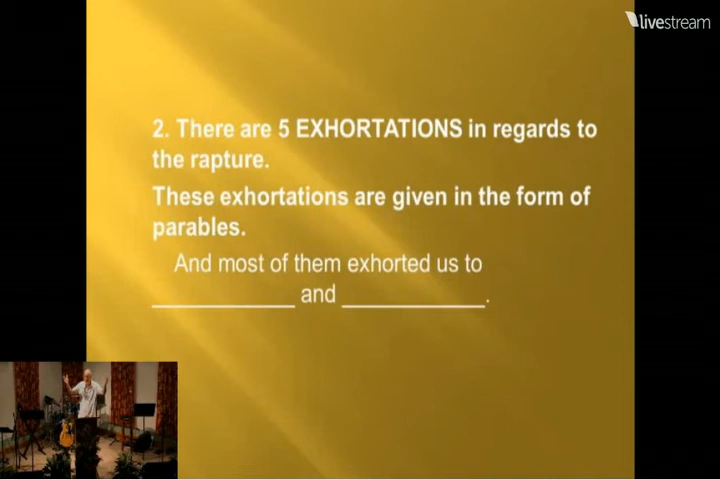 livestream
2. There are 5 EXHORTATIONS in regards to
the rapture.
These exhortations are given in the form of
parables.
And most of them exhorted us to
____________ and ____________.